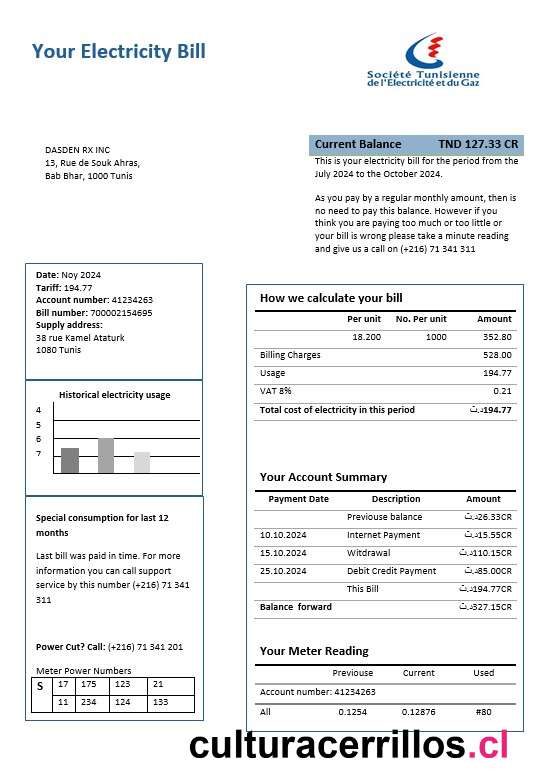 Your Electricity Bill
Société Tunisienne
de l'Electricité et du Gaz
DASDEN RX INC
13, Rue de Souk Ahras,
Bab Bhar, 1000 Tunis
Current Balance TND 127.33 CR
This is your electricity bill for the period from the
July 2024 to the October 2024.
As you pay by a regular monthly amount, then is
no need to pay this balance. However if you
think you are paying too much or too little or
your bill is wrong please take a minute reading
and give us a call on (+216) 71 341 311
Date: Noy 2024
Tariff: 194.77
Account number: 41234263
Bill number: 700002154695
Supply address:
38 rue Kamel Ataturk
1080 Tunis
Historical electricity usage
4
5
6
7
Special consumption for last 12
months
Last bill was paid in time. For more
information you can call support
service by this number (+216) 71 341
311
Power Cut? Call: (+216) 71 341 201
Meter Power Numbers
S 17 175 123 21
11 234 124 133
How we calculate your bill
Per unit No. Per unit Amount
18.200 1000 352.80
Billing Charges 528.00
Usage 194.77
VAT 8% 0.21
Total cost of electricity in this period د.ت194.77
Your Account Summary
Payment Date Description Amount
Previouse balance د.ت26.33CR
10.10.2024 Internet Payment د.ت15.55CR
15.10.2024 Witdrawal د.ت110.15CR
25.10.2024 Debit Credit Payment د.ت85.00CR
This Bill د.ت194.77CR
Balance forward د.ت327.15CR
Your Meter Reading
Previouse Current Used
Account number: 41234263
All 0.1254 0.12876 #80
culturacerrillos.cl